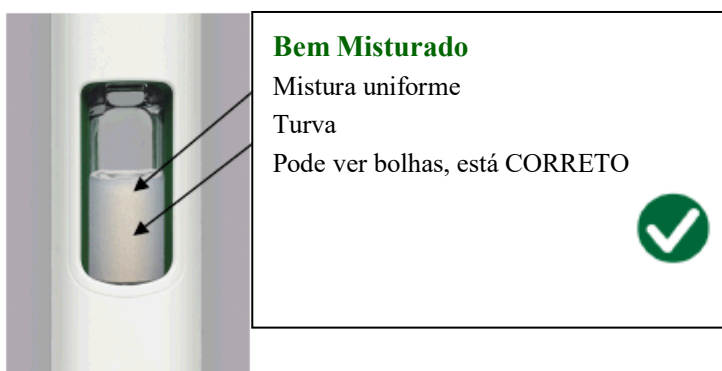 Bem Misturado
Mistura uniforme
Turva
Pode ver bolhas, está CORRETO